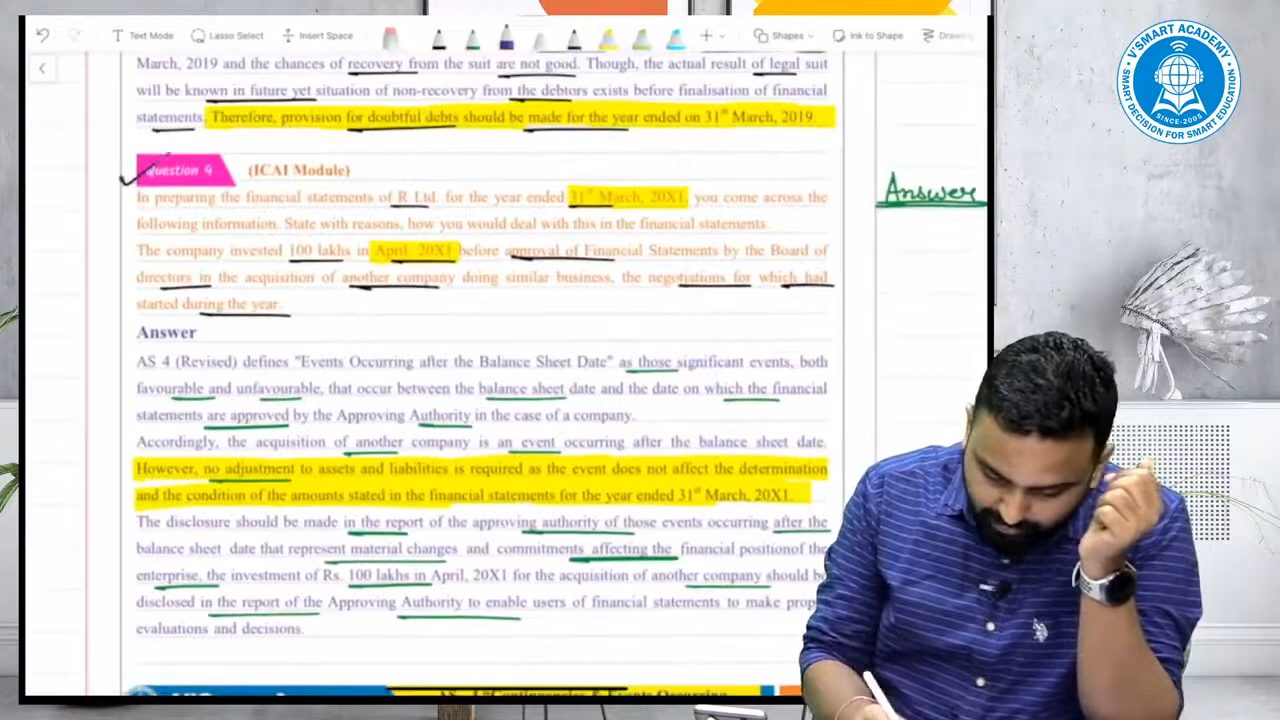 Text Mode
Lasso Select
Insert Space
Shapes
Ink to Shape
March, 2019 and the chances of recovery from the suit are not good. Though, the actual result of legal suit
will be known in future yet situation of non-recovery from the debtors exists before finalisation of financial
statements. Therefore, provision for doubtful debts should be made for the year ended on 31st March, 2019.
Question 4 (ICAI Module)
In preparing the financial statements of R Ltd. for the year ended 31st March, 20X1, you come across the
following information. State with reasons, how you would deal with this in the financial statements.
The company invested 100 lakhs in April, 20X1 before approval of Financial Statements by the Board of
directors in the acquisition of another company doing similar business, the negotiations for which had
started during the year.
Answer
AS 4 (Revised) defines "Events Occurring after the Balance Sheet Date" as those significant events, both
favourable and unfavourable, that occur between the balance sheet date and the date on which the financial
statements are approved by the Approving Authority in the case of a company.
Accordingly, the acquisition of another company is an event occurring after the balance sheet date.
However, no adjustment to assets and liabilities is required as the event does not affect the determination
and the condition of the amounts stated in the financial statements for the year ended 31st March, 20X1.
The disclosure should be made in the report of the approving authority of those events occurring after the
balance sheet date that represent material changes and commitments affecting the financial positionof the
enterprise, the investment of Rs. 100 lakhs in April, 20X1 for the acquisition of another company should be
disclosed in the report of the Approving Authority to enable users of financial statements to make
evaluations and decisions.
Answer
V'SMART ACADEMY
SMART DECISION FOR SMART EDUCATION
SINCE-2005